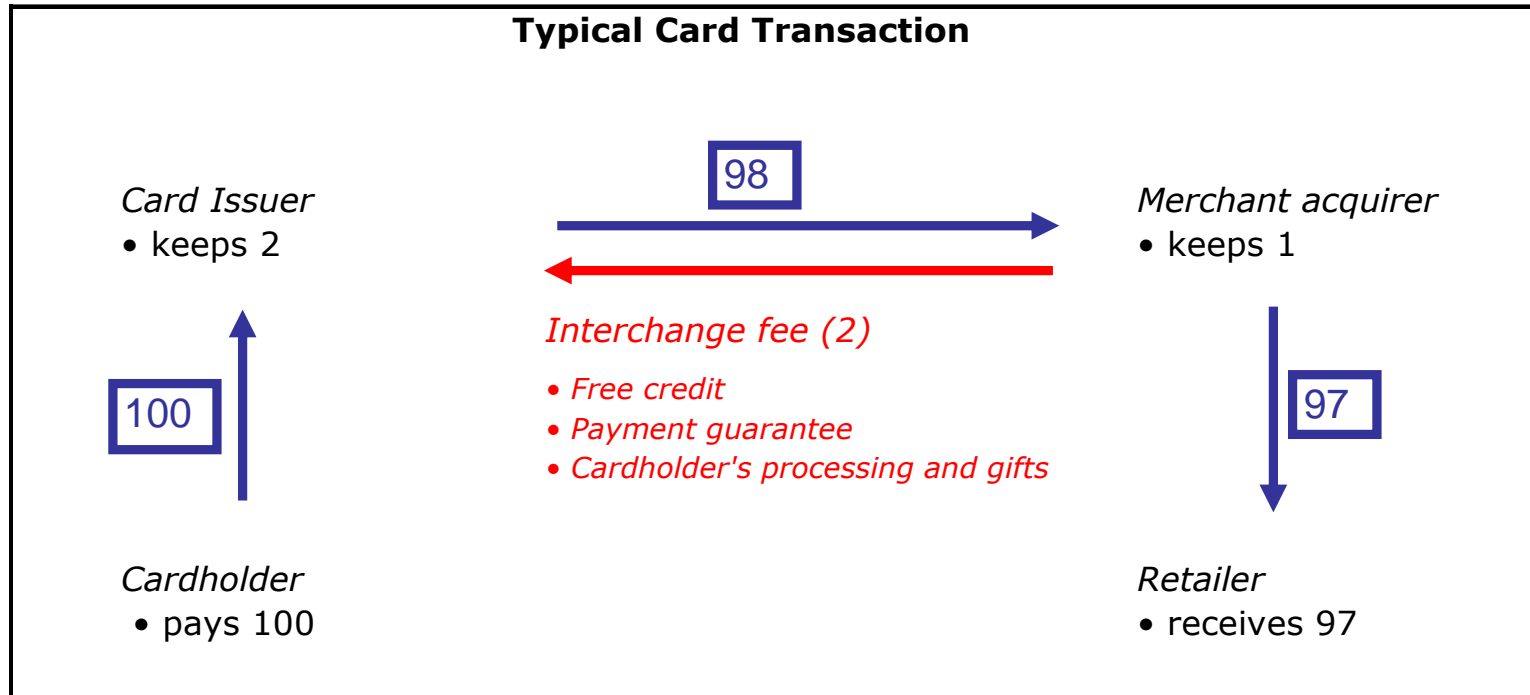 Typical Card Transaction
98
Card Issuer
• keeps 2
Merchant acquirer
• keeps 1
Interchange fee (2)
• Free credit
• Payment guarantee
• Cardholder's processing and gifts
100
97
Cardholder
• pays 100
Retailer
• receives 97